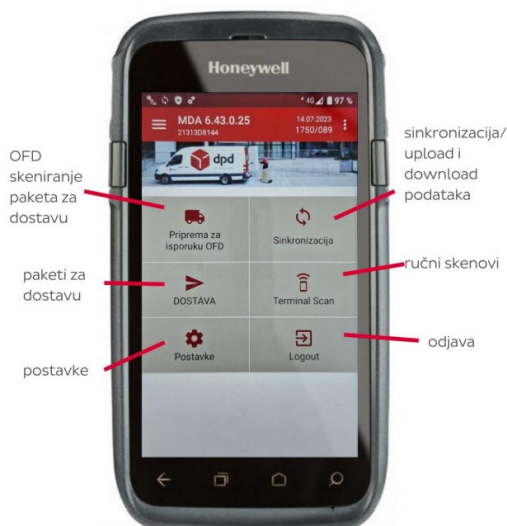 Honeywell
4G 97 %
MDA 6.43.0.25
2131D8144
14.07.2023
1750/089
dpd
OFD
skeniranje
paketa za
dostavu
sinkronizacija/
upload i
download
podataka
Priprema za
isporuku OFD
Sinkronizacija
paketi za
dostavu
ručni skenovi
DOSTAVA
Terminal Scan
postavke
odjava
Postavke
Logout